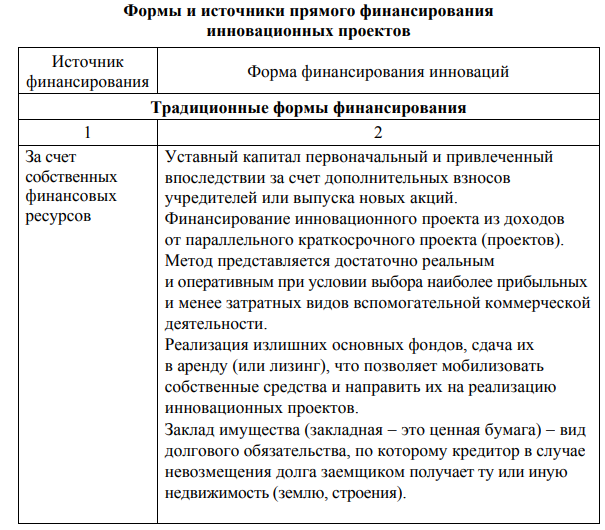 Формы и источники прямого финансирования
инновационных проектов
Источник
финансирования
Форма финансирования инноваций
Традиционные формы финансирования
1
2
За счет
собственных
финансовых
ресурсов
Уставный капитал первоначальный и привлеченный
впоследствии за счет дополнительных взносов
учредителей или выпуска новых акций.
Финансирование инновационного проекта из доходов
от параллельного краткосрочного проекта (проектов).
Метод представляется достаточно реальным
и оперативным при условии выбора наиболее прибыльных
и менее затратных видов вспомогательной коммерческой
деятельности.
Реализация излишних основных фондов, сдача их
в аренду (или лизинг), что позволяет мобилизовать
собственные средства и направить их на реализацию
инновационных проектов.
Заклад имущества (закладная – это ценная бумага) – вид
долгового обязательства, по которому кредитор в случае
невозмещения долга заемщиком получает ту или иную
недвижимость (землю, строения).